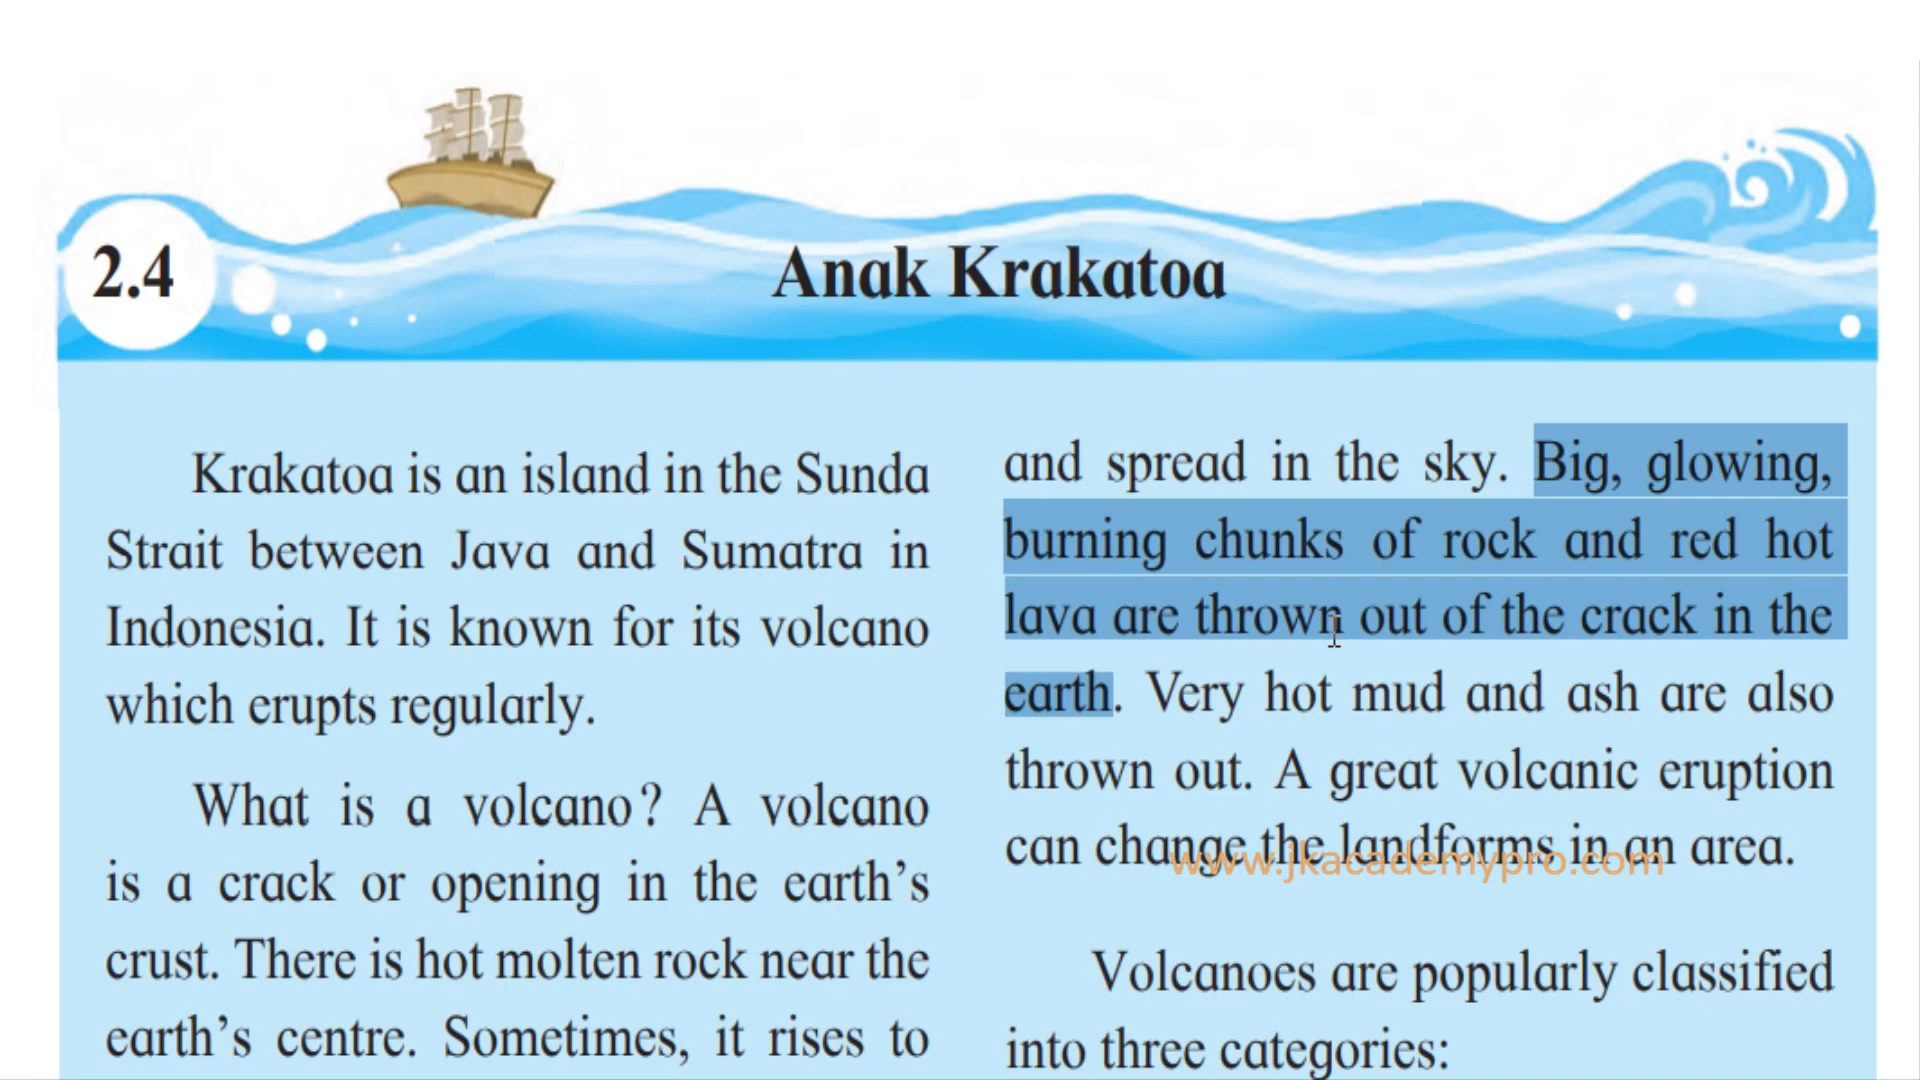 2.4
Anak Krakatoa
Krakatoa is an island in the Sunda
Strait between Java and Sumatra in
Indonesia. It is known for its volcano
which erupts regularly.
What is a volcano? A volcano
is a crack or opening in the earth's
crust. There is hot molten rock near the
earth's centre. Sometimes, it rises to
and spread in the sky. Big, glowing,
burning chunks of rock and red hot
lava are thrown out of the crack in the
earth. Very hot mud and ash are also
thrown out. A great volcanic eruption
can change the landforms in an area.
www.jkacademypro.com
Volcanoes are popularly classified
into three categories: